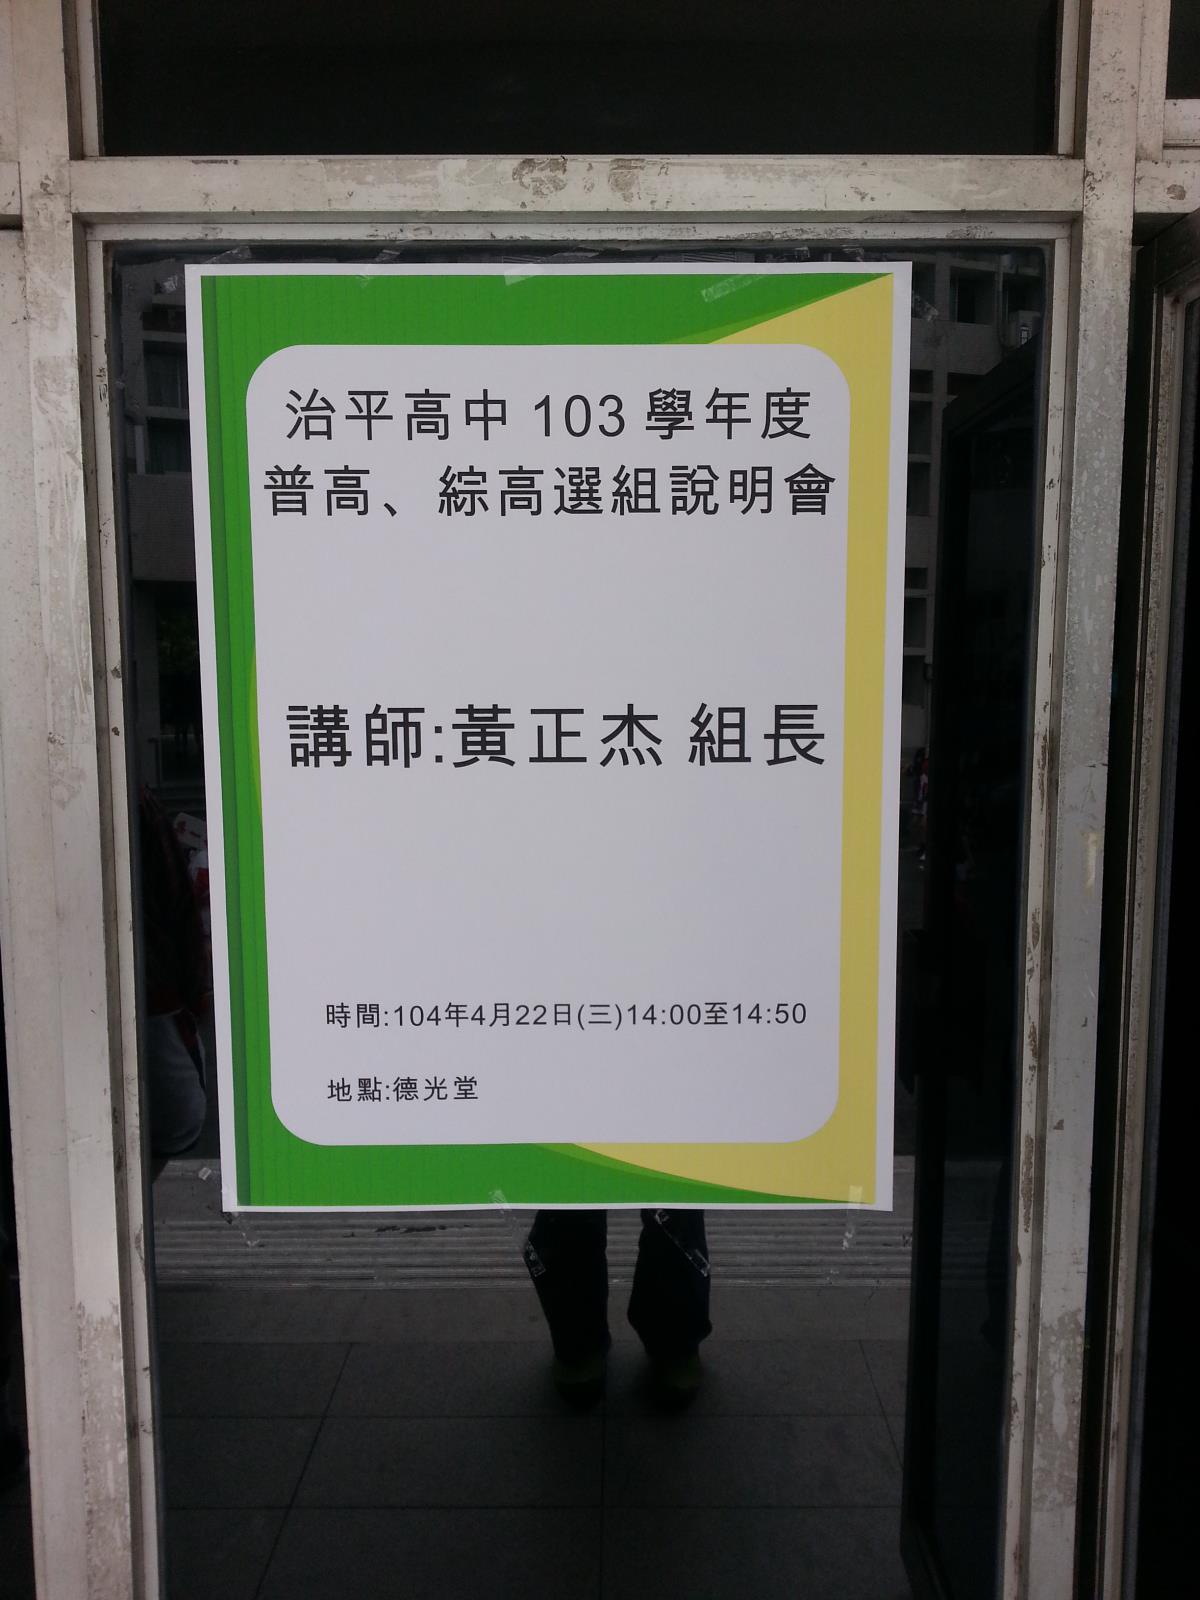 治平高中 103 學年度
普高、綜高選組說明會
講師:黃正杰 組長
時間:104年4月22日(三)14:00至14:50
地點:德光堂